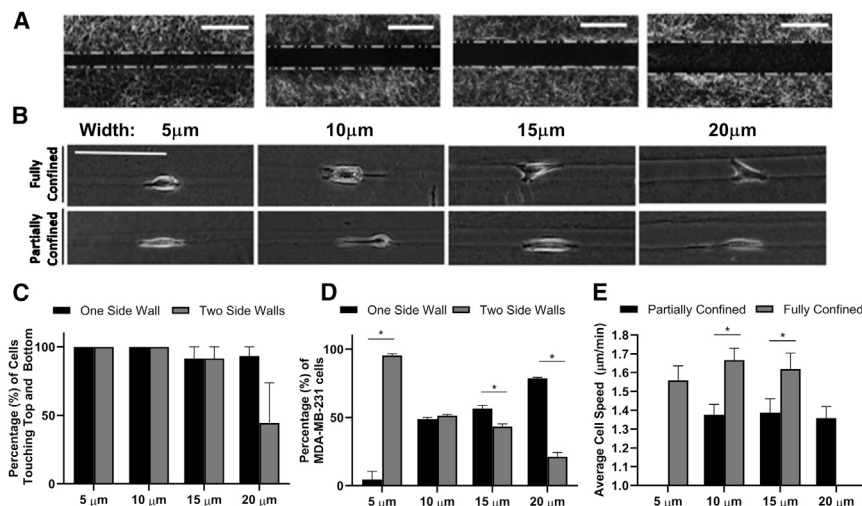 A
B
Width: 5μm 10μm 15μm 20μm
Fully
Confined
Partially
Confined
C
One Side Wall Two Side Walls
Percentage (%) of Cells
Touching Top and Bottom
100
50
0
5 μm 10 μm 15 μm 20 μm
D
One Side Wall Two Side Walls
Percentage (%) of
MDA-MB-231 cells
100
50
0
* * *
5 μm 10 μm 15 μm 20 μm
E
Partially Confined Fully Confined
Average Cell Speed (μm/min)
1.8
1.7
1.6
1.5
1.4
1.3
1.2
1.1
1.0
* *
5 μm 10 μm 15 μm 20 μm